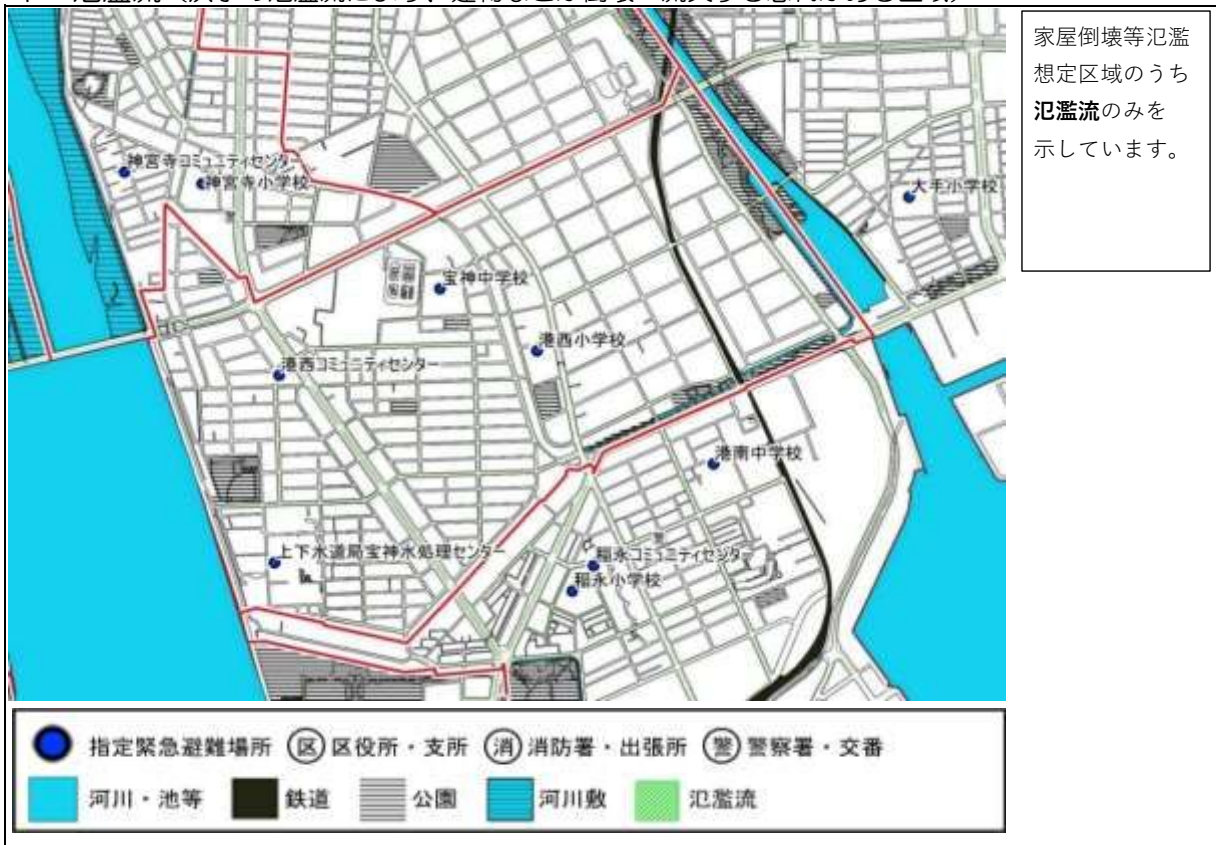 家屋倒壊等氾濫
想定区域のうち
氾濫流のみを
示しています。
神宮寺コミュニティセンター
神宮寺小学校
大手小学校
宝神中学校
港西小学校
港西コミュニティセンター
港南中学校
上下水道局宝神水処理センター
稲永コミュニティセンター
稲永小学校
指定緊急避難場所 区 区役所・支所 消 消防署・出張所 警 警察署・交番
河川・池等 鉄道 公園 河川敷 氾濫流